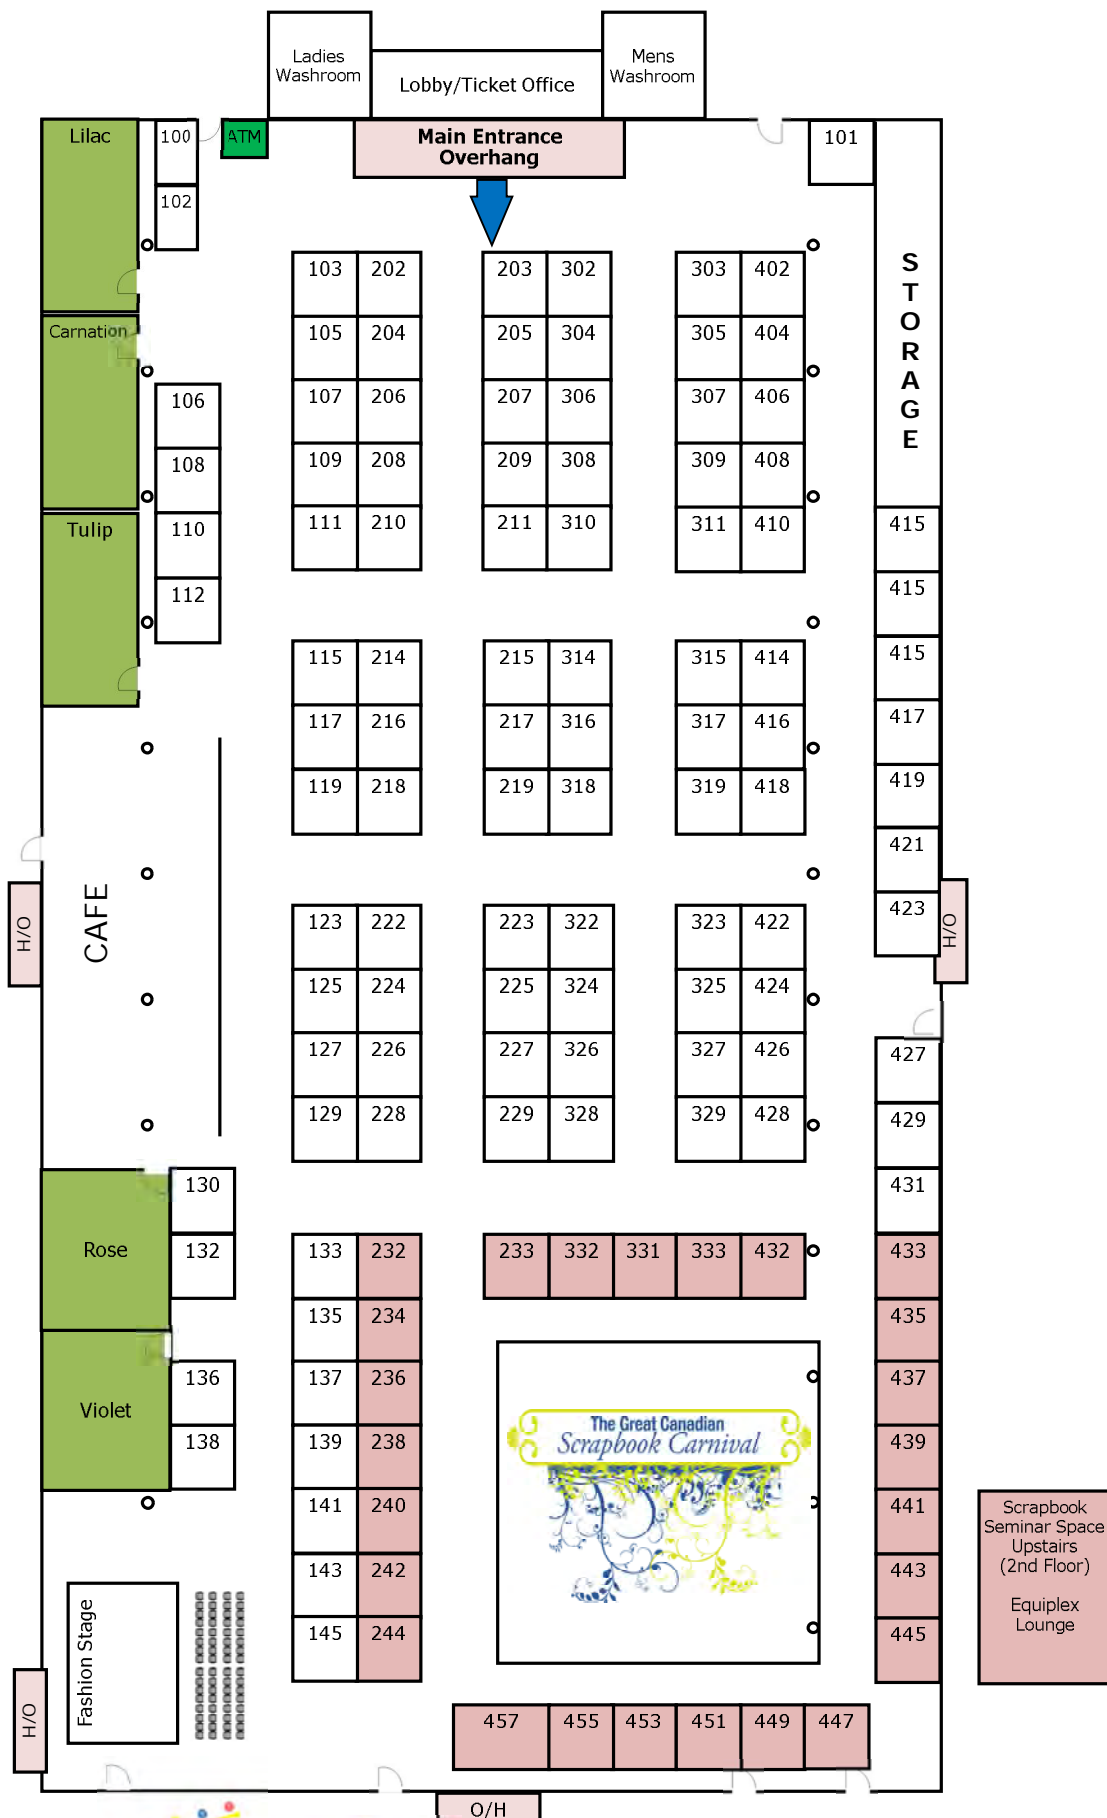 Ladies
Washroom
Lobby/Ticket Office
Mens
Washroom
Lilac
100
ATM
Main Entrance
Overhang
101
102
103 202
203 302
303 402
STORAGE
Carnation
105 204
205 304
305 404
106
107 206
207 306
307 406
108
109 208
209 308
309 408
Tulip
110
111 210
211 310
311 410
415
112
415
115 214
215 314
315 414
415
117 216
217 316
317 416
417
119 218
219 318
319 418
419
421
CAFE
H/O
123 222
223 322
323 422
423
H/O
125 224
225 324
325 424
127 226
227 326
327 426
427
129 228
229 328
329 428
429
130
431
Rose
132
133 232
233 332 331 333 432
433
135 234
435
Violet
136
137 236
437
138
139 238
The Great Canadian
Scrapbook Carnival
439
141 240
441
143 242
443
145 244
445
Scrapbook
Seminar Space
Upstairs
(2nd Floor)
Equiplex
Lounge
Fashion Stage
H/O
457 455 453 451 449 447
O/H